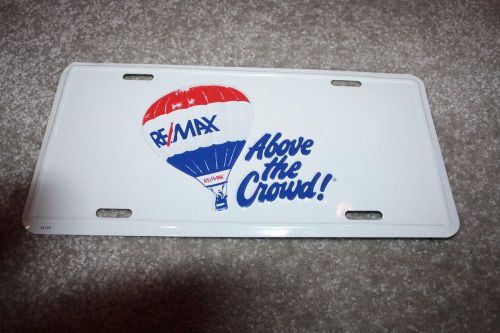 RE/MAX
RE/MAX
Above
the
Crowd!